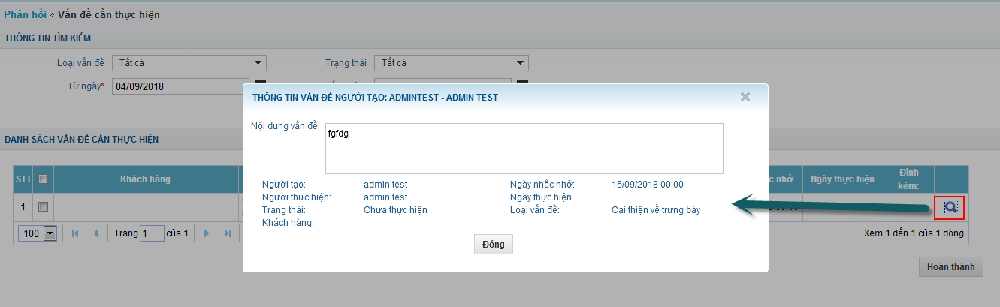 Phản hồi » Vấn đề cần thực hiện
THÔNG TIN TÌM KIẾM
Loại vấn đề Tất cả Trạng thái Tất cả
Từ ngày* 04/09/2018
THÔNG TIN VẤN ĐỀ NGƯỜI TẠO: ADMINTEST - ADMIN TEST
Nội dung vấn đề fgfdg
Người tạo: admin test Ngày nhắc nhở: 15/09/2018 00:00
Người thực hiện: admin test Ngày thực hiện:
Trạng thái: Chưa thực hiện Loại vấn đề: Cải thiện về trưng bày
Khách hàng:
Đóng
DANH SÁCH VẤN ĐỀ CẦN THỰC HIỆN
STT Khách hàng nhở Ngày thực hiện Đính kèm:
1
100 Trang 1 của 1 Xem 1 đến 1 của 1 dòng
Hoàn thành